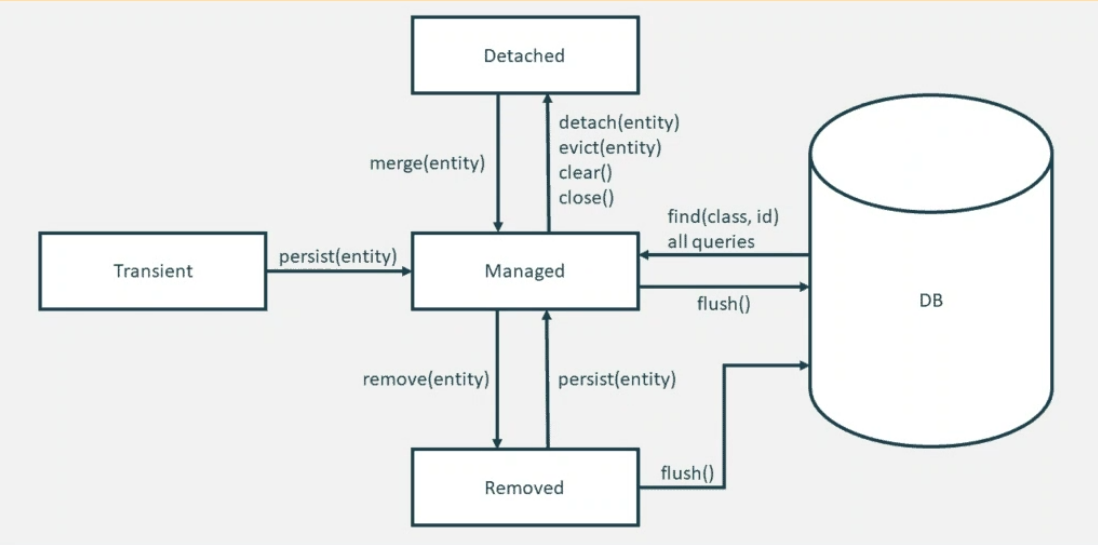 Detached
merge(entity)
detach(entity)
evict(entity)
clear()
close()
find(class, id)
all queries
Transient
persist(entity)
Managed
flush()
DB
remove(entity)
persist(entity)
Removed
flush()